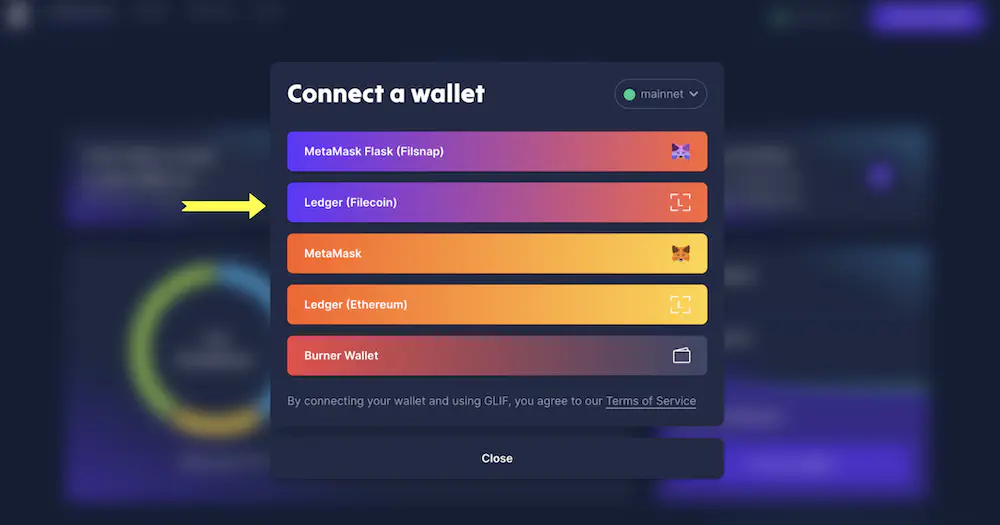 Connect a wallet
mainnet
MetaMask Flask (Filsnap)
Ledger (Filecoin)
MetaMask
Ledger (Ethereum)
Burner Wallet
By connecting your wallet and using GLIF, you agree to our Terms of Service
Close